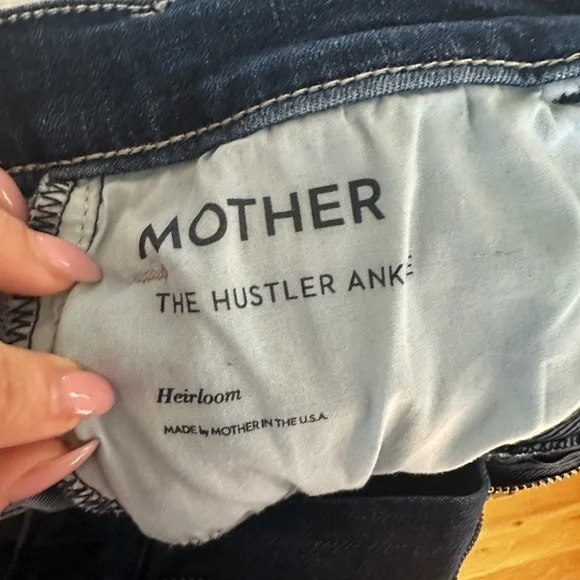 MOTHER
THE HUSTLER ANK
Heirloom
MADE by MOTHER IN THE U.S.A.